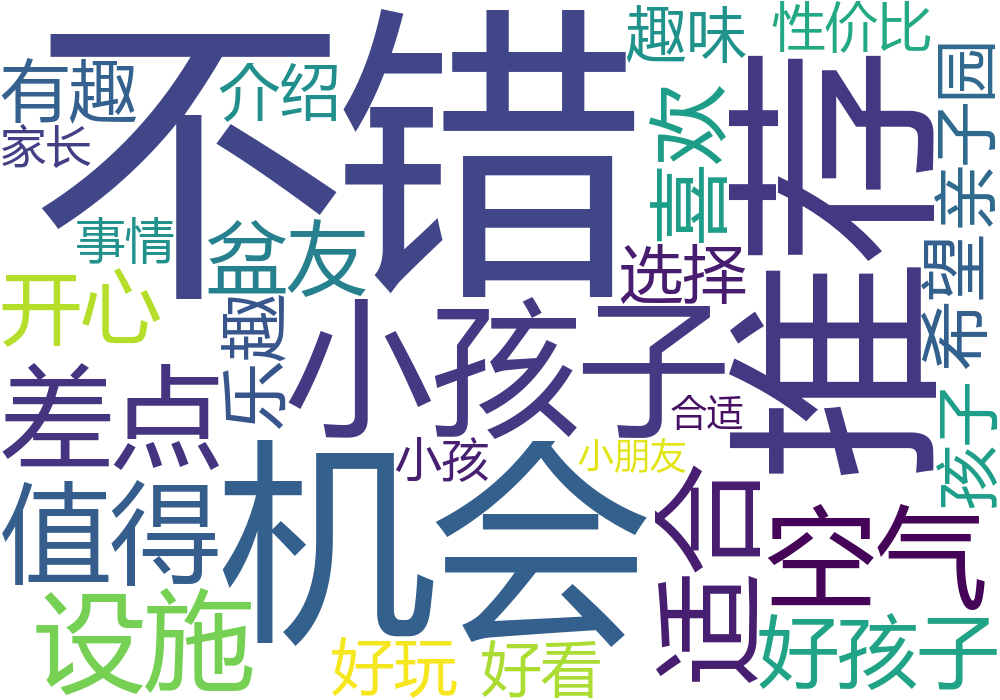 不错
推荐
机会
小孩子
有趣
介绍
趣味
性价比
家长
喜欢
亲子园
事情
盆友
选择
开心
乐趣
希望
差点
合适
小孩
小朋友
孩子
值得
适合
空气
设施
好玩
好看
好孩子